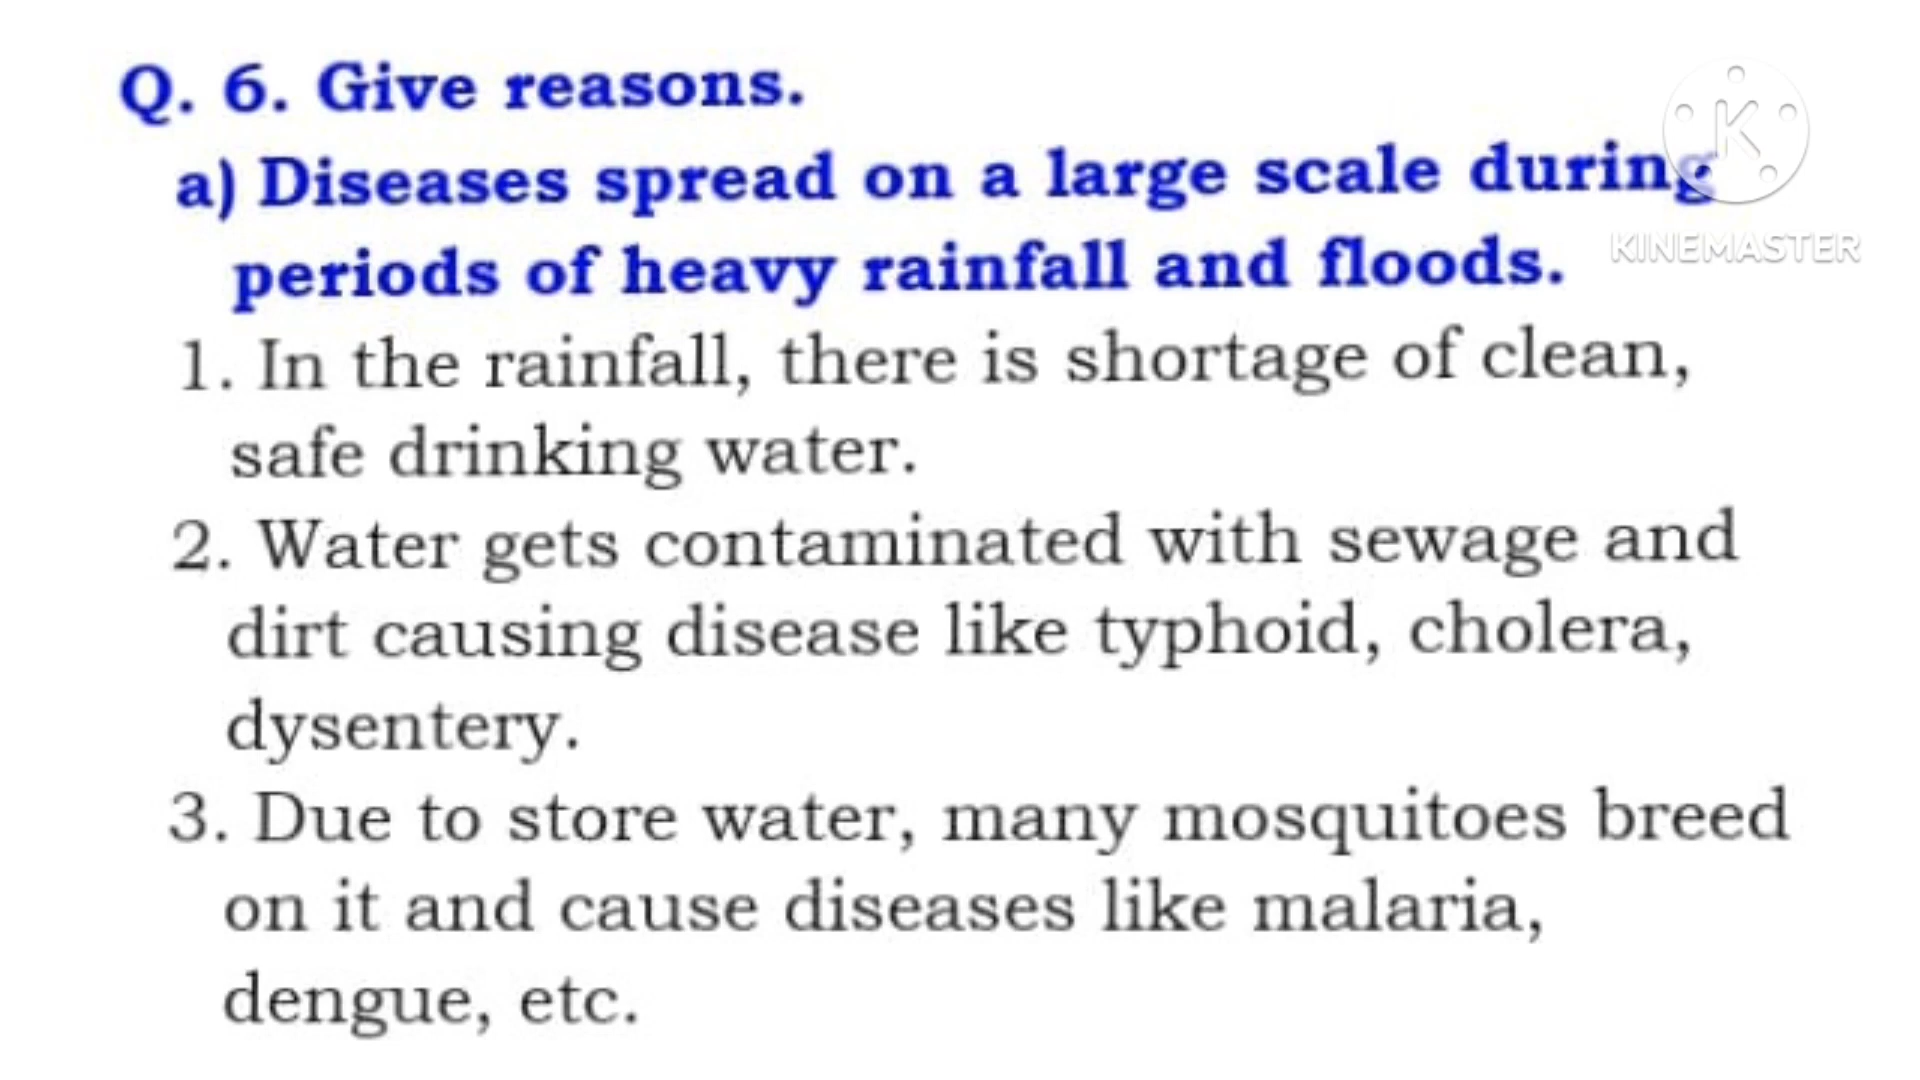 Q. 6. Give reasons.
a) Diseases spread on a large scale during
periods of heavy rainfall and floods.
1. In the rainfall, there is shortage of clean,
safe drinking water.
2. Water gets contaminated with sewage and
dirt causing disease like typhoid, cholera,
dysentery.
3. Due to store water, many mosquitoes breed
on it and cause diseases like malaria,
dengue, etc.
K
KINEMASTER